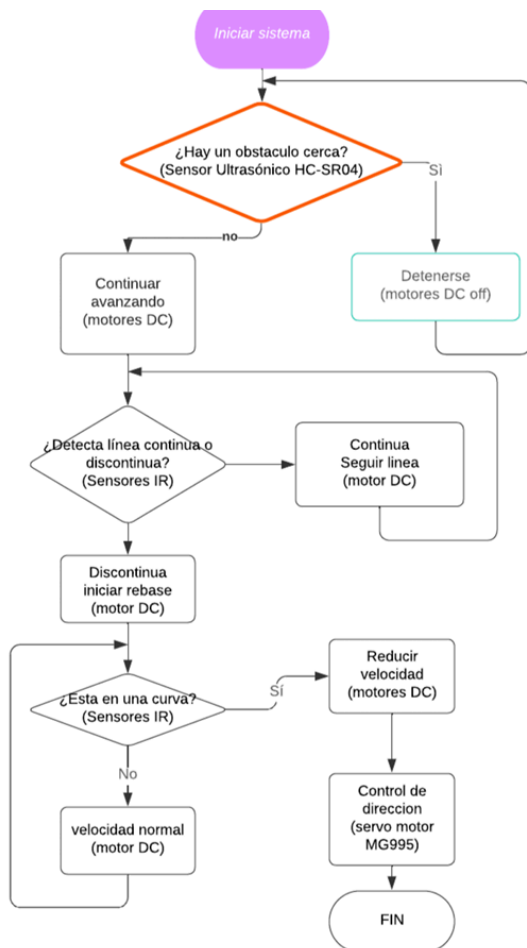 Iniciar sistema
¿Hay un obstaculo cerca?
(Sensor Ultrasónico HC-SR04)
Sì
no
Continuar
avanzando
(motores DC)
Detenerse
(motores DC off)
¿Detecta línea continua o
discontinua?
(Sensores IR)
Continua
Seguir linea
(motor DC)
Discontinua
iniciar rebase
(motor DC)
¿Esta en una curva?
(Sensores IR)
Sí
Reducir
velocidad
(motores DC)
No
velocidad normal
(motor DC)
Control de
direccion
(servo motor
MG995)
FIN